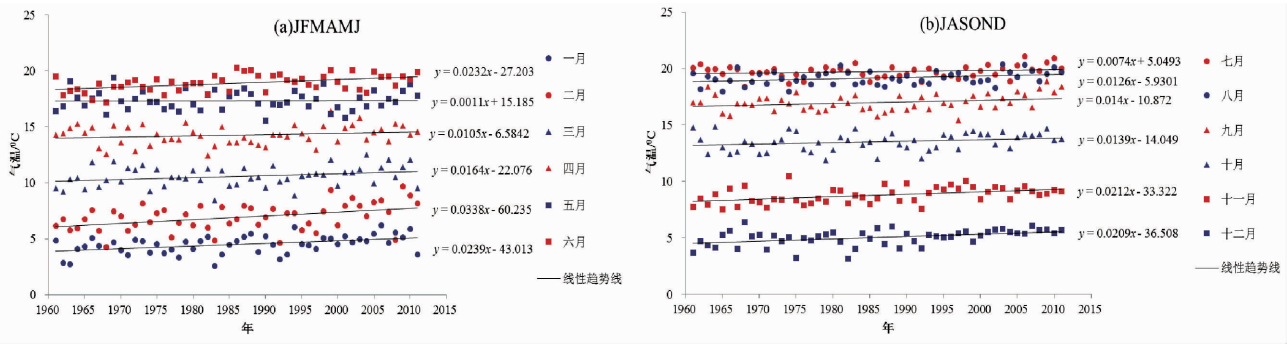 (a)JFMAMJ
气温/°C
25
20
15
10
5
0
1960 1965 1970 1975 1980 1985 1990 1995 2000 2005 2010 2015
年
y = 0.0232x - 27.203
y = 0.0011x + 15.185
y = 0.0105x - 6.5842
y = 0.0164x - 22.076
y = 0.0338x - 60.235
y = 0.0239x - 43.013
一月
二月
三月
四月
五月
六月
线性趋势线
(b)JASOND
气温/°C
25
20
15
10
5
0
1960 1965 1970 1975 1980 1985 1990 1995 2000 2005 2010 2015
年
y = 0.0074x + 5.0493
y = 0.0126x - 5.9301
y = 0.014x - 10.872
y = 0.0139x - 14.049
y = 0.0212x - 33.322
y = 0.0209x - 36.508
七月
八月
九月
十月
十一月
十二月
线性趋势线